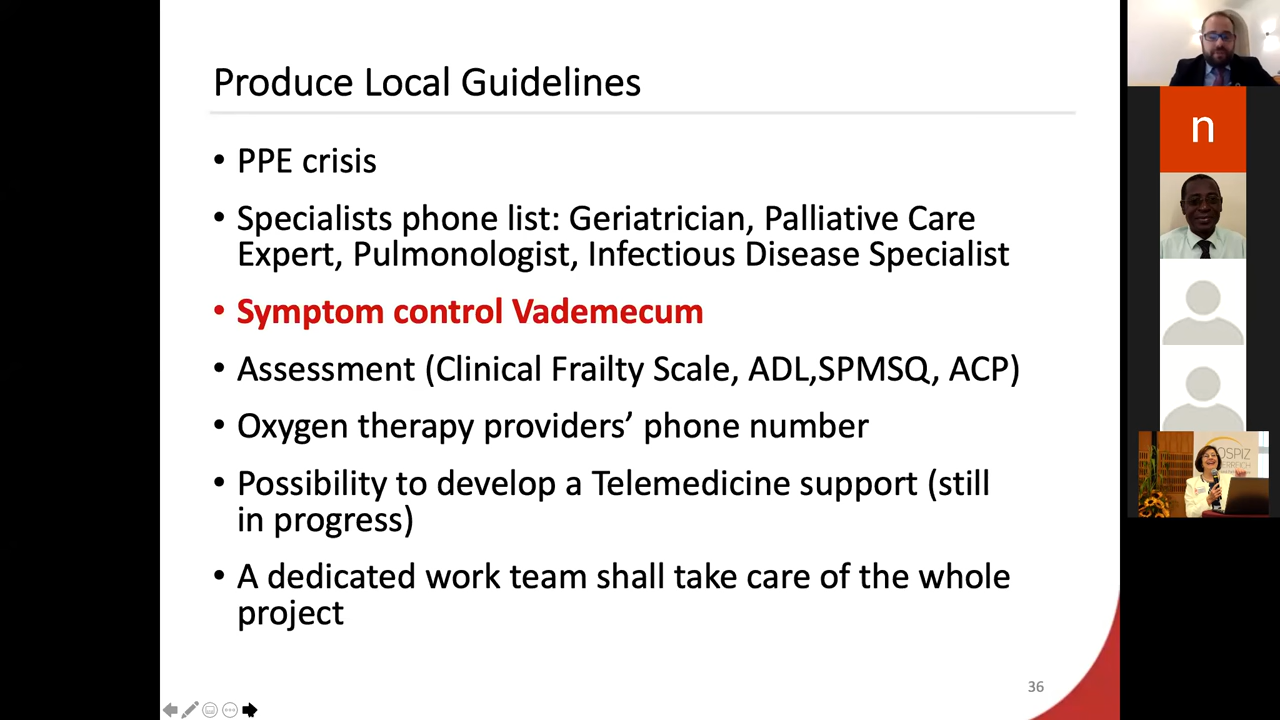 Produce Local Guidelines
• PPE crisis
• Specialists phone list: Geriatrician, Palliative Care
Expert, Pulmonologist, Infectious Disease Specialist
• Symptom control Vademecum
• Assessment (Clinical Frailty Scale, ADL,SPMSQ, ACP)
• Oxygen therapy providers’ phone number
• Possibility to develop a Telemedicine support (still
in progress)
• A dedicated work team shall take care of the whole
project
36
n